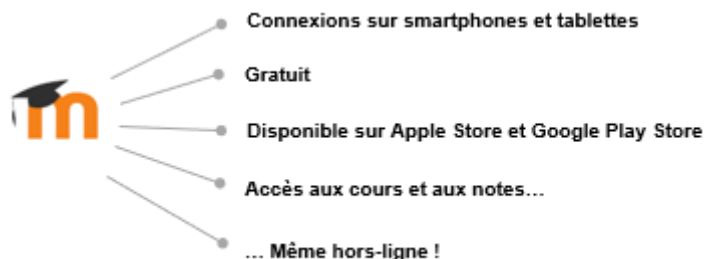 Connexions sur smartphones et tablettes
Gratuit
m
Disponible sur Apple Store et Google Play Store
Accès aux cours et aux notes...
... Même hors-ligne !